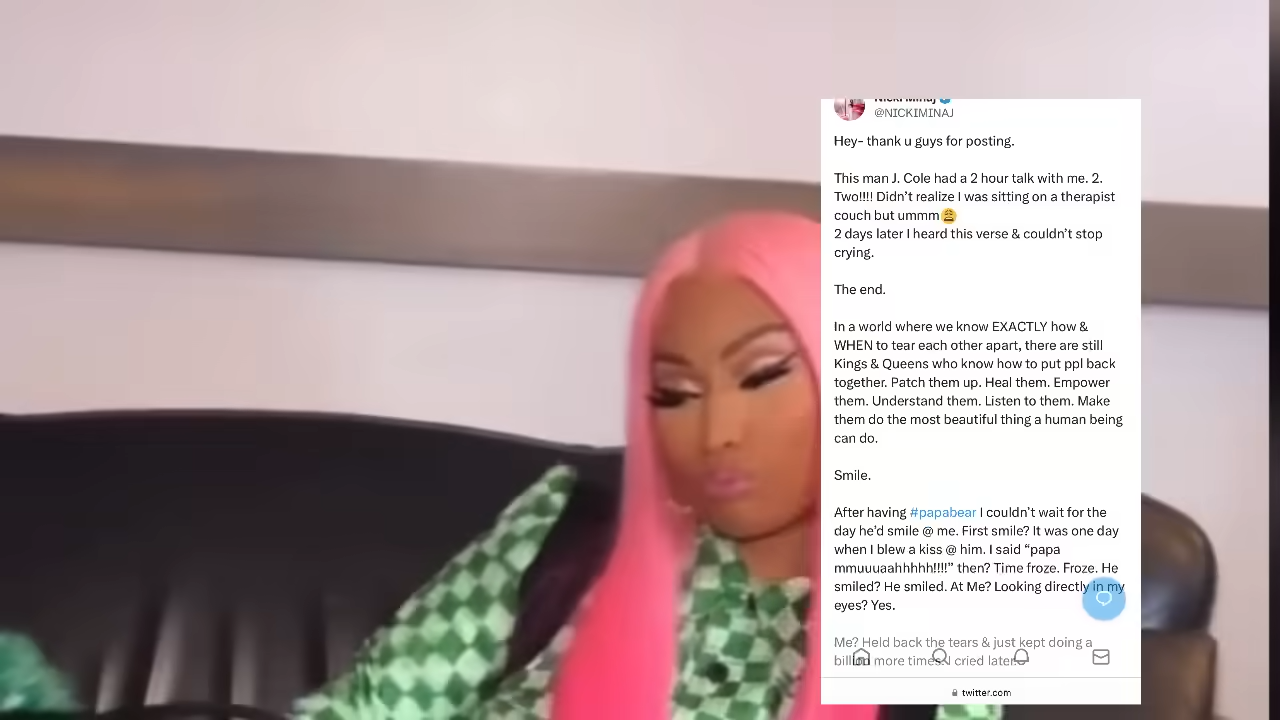 Nicki Minaj
@NICKIMINAJ
Hey- thank u guys for posting.
This man J. Cole had a 2 hour talk with me. 2.
Two!!!! Didn’t realize I was sitting on a therapist
couch but ummm😩
2 days later I heard this verse & couldn’t stop
crying.
The end.
In a world where we know EXACTLY how &
WHEN to tear each other apart, there are still
Kings & Queens who know how to put ppl back
together. Patch them up. Heal them. Empower
them. Understand them. Listen to them. Make
them do the most beautiful thing a human being
can do.
Smile.
After having #papabear I couldn’t wait for the
day he’d smile @ me. First smile? It was one day
when I blew a kiss @ him. I said “papa
mmuuuaahhhhh!!!!” then? Time froze. Froze. He
smiled? He smiled. At Me? Looking directly in my
eyes? Yes.
Me? Held back the tears & just kept doing a
billion more times. I cried later.
twitter.com